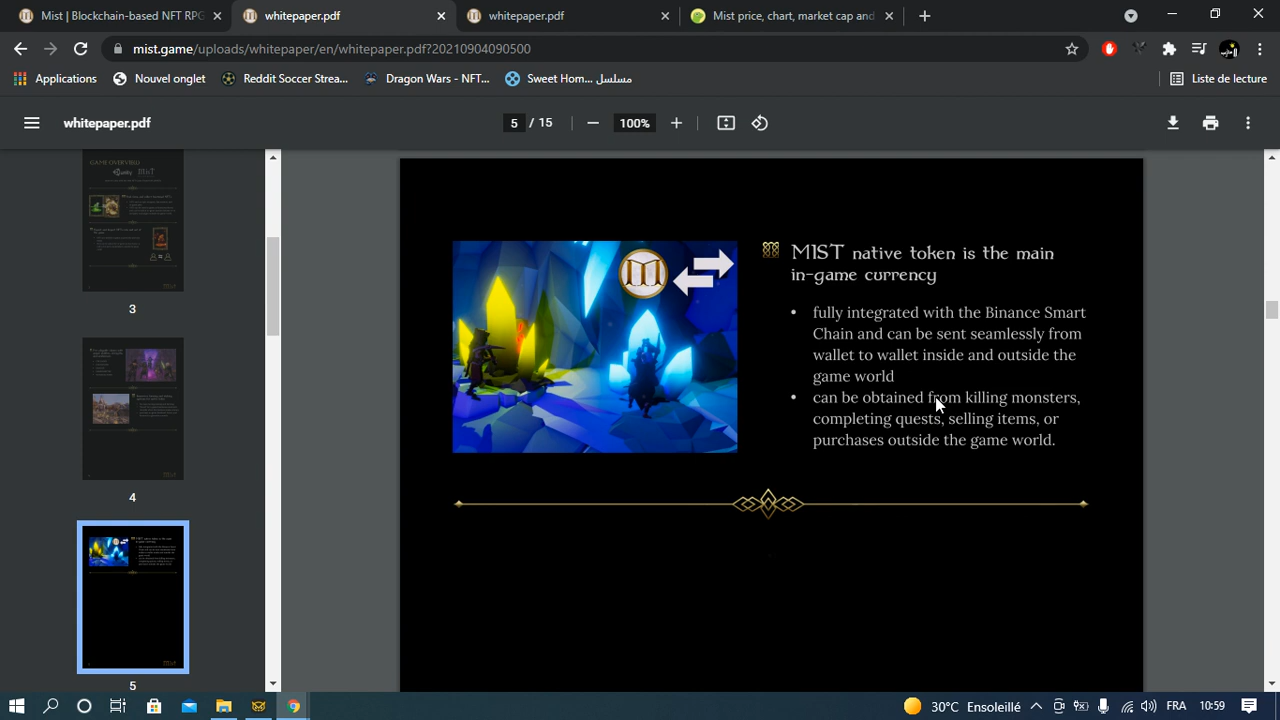 Mist | Blockchain-based NFT
whitepaper.pdf
whitepaper.pdf
Mist price, chart, market cap and
mist.game/uploads/whitepaper/en/whitepaper.pdf?20210904090500
Applications
Nouvel onglet
Reddit Soccer Strea...
Dragon Wars - NFT...
Sweet Hom... مسلسل
Liste de lecture
whitepaper.pdf
5 / 15
100%
GAME OVERVIEW
unity MIST
3
4
5
MIST native token is the main
in-game currency
• fully integrated with the Binance Smart
Chain and can be sent seamlessly from
wallet to wallet inside and outside the
game world
• can be obtained from killing monsters,
completing quests, selling items, or
purchases outside the game world.
30°C Ensoleillé
FRA
10:59